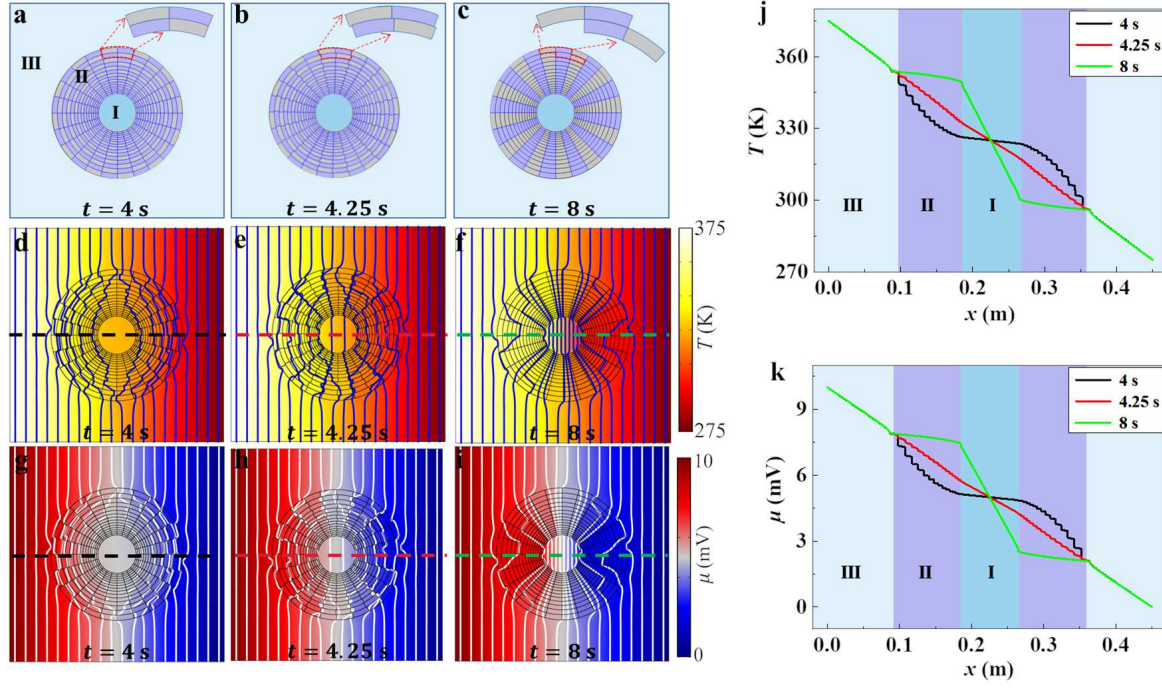 a
III
II
I
t = 4 s
b
t = 4.25 s
c
t = 8 s
d
t = 4 s
e
t = 4.25 s
f
t = 8 s
375
T (K)
275
g
t = 4 s
h
t = 4.25 s
i
t = 8 s
10
μ (mV)
0
j
4 s
4.25 s
8 s
360
330
300
270
T (K)
III
II
I
0.0
0.1
0.2
0.3
0.4
x (m)
k
4 s
4.25 s
8 s
9
6
3
0
μ (mV)
III
II
I
0.0
0.1
0.2
0.3
0.4
x (m)